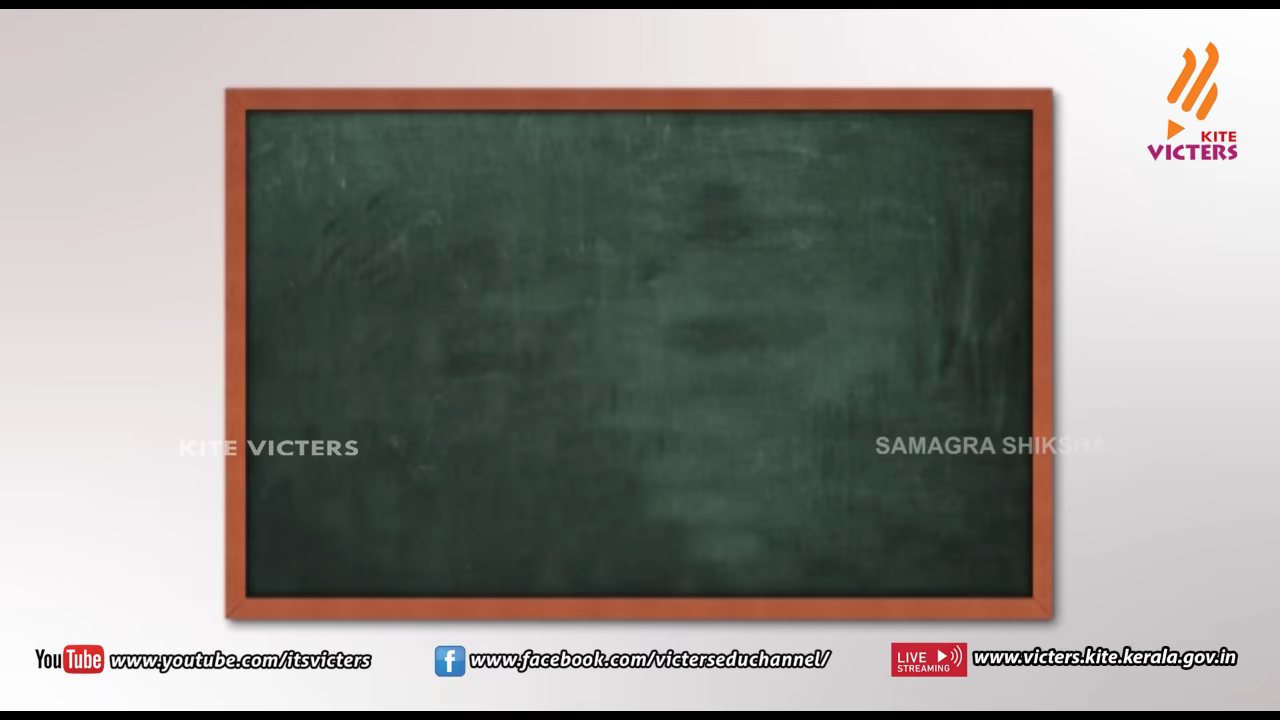 KITE
VICTERS
KITE VICTERS
SAMAGRA SHIKSHA
You Tube www.youtube.com/itsvicters
f www.facebook.com/victerseduchannel/
LIVE STREAMING www.victers.kite.kerala.gov.in